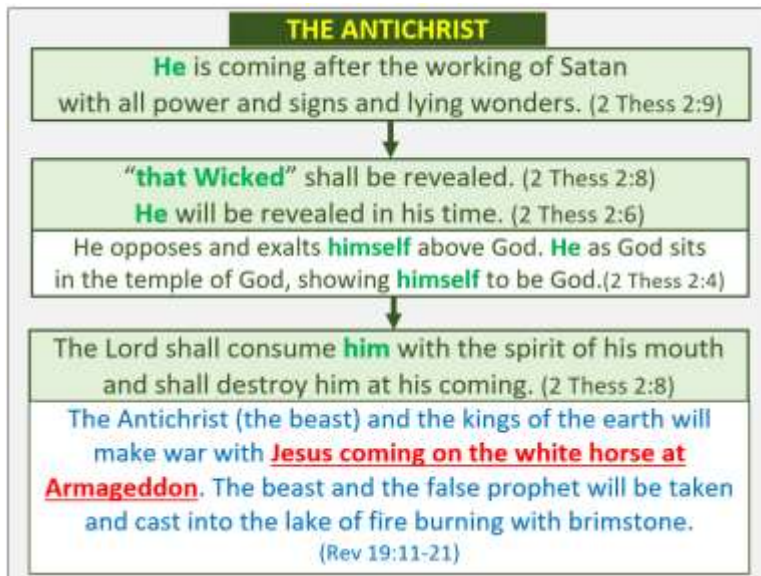 THE ANTICHRIST
He is coming after the working of Satan
with all power and signs and lying wonders. (2 Thess 2:9)
“that Wicked” shall be revealed. (2 Thess 2:8)
He will be revealed in his time. (2 Thess 2:6)
He opposes and exalts himself above God. He as God sits
in the temple of God, showing himself to be God.(2 Thess 2:4)
The Lord shall consume him with the spirit of his mouth
and shall destroy him at his coming. (2 Thess 2:8)
The Antichrist (the beast) and the kings of the earth will
make war with Jesus coming on the white horse at
Armageddon. The beast and the false prophet will be taken
and cast into the lake of fire burning with brimstone.
(Rev 19:11-21)